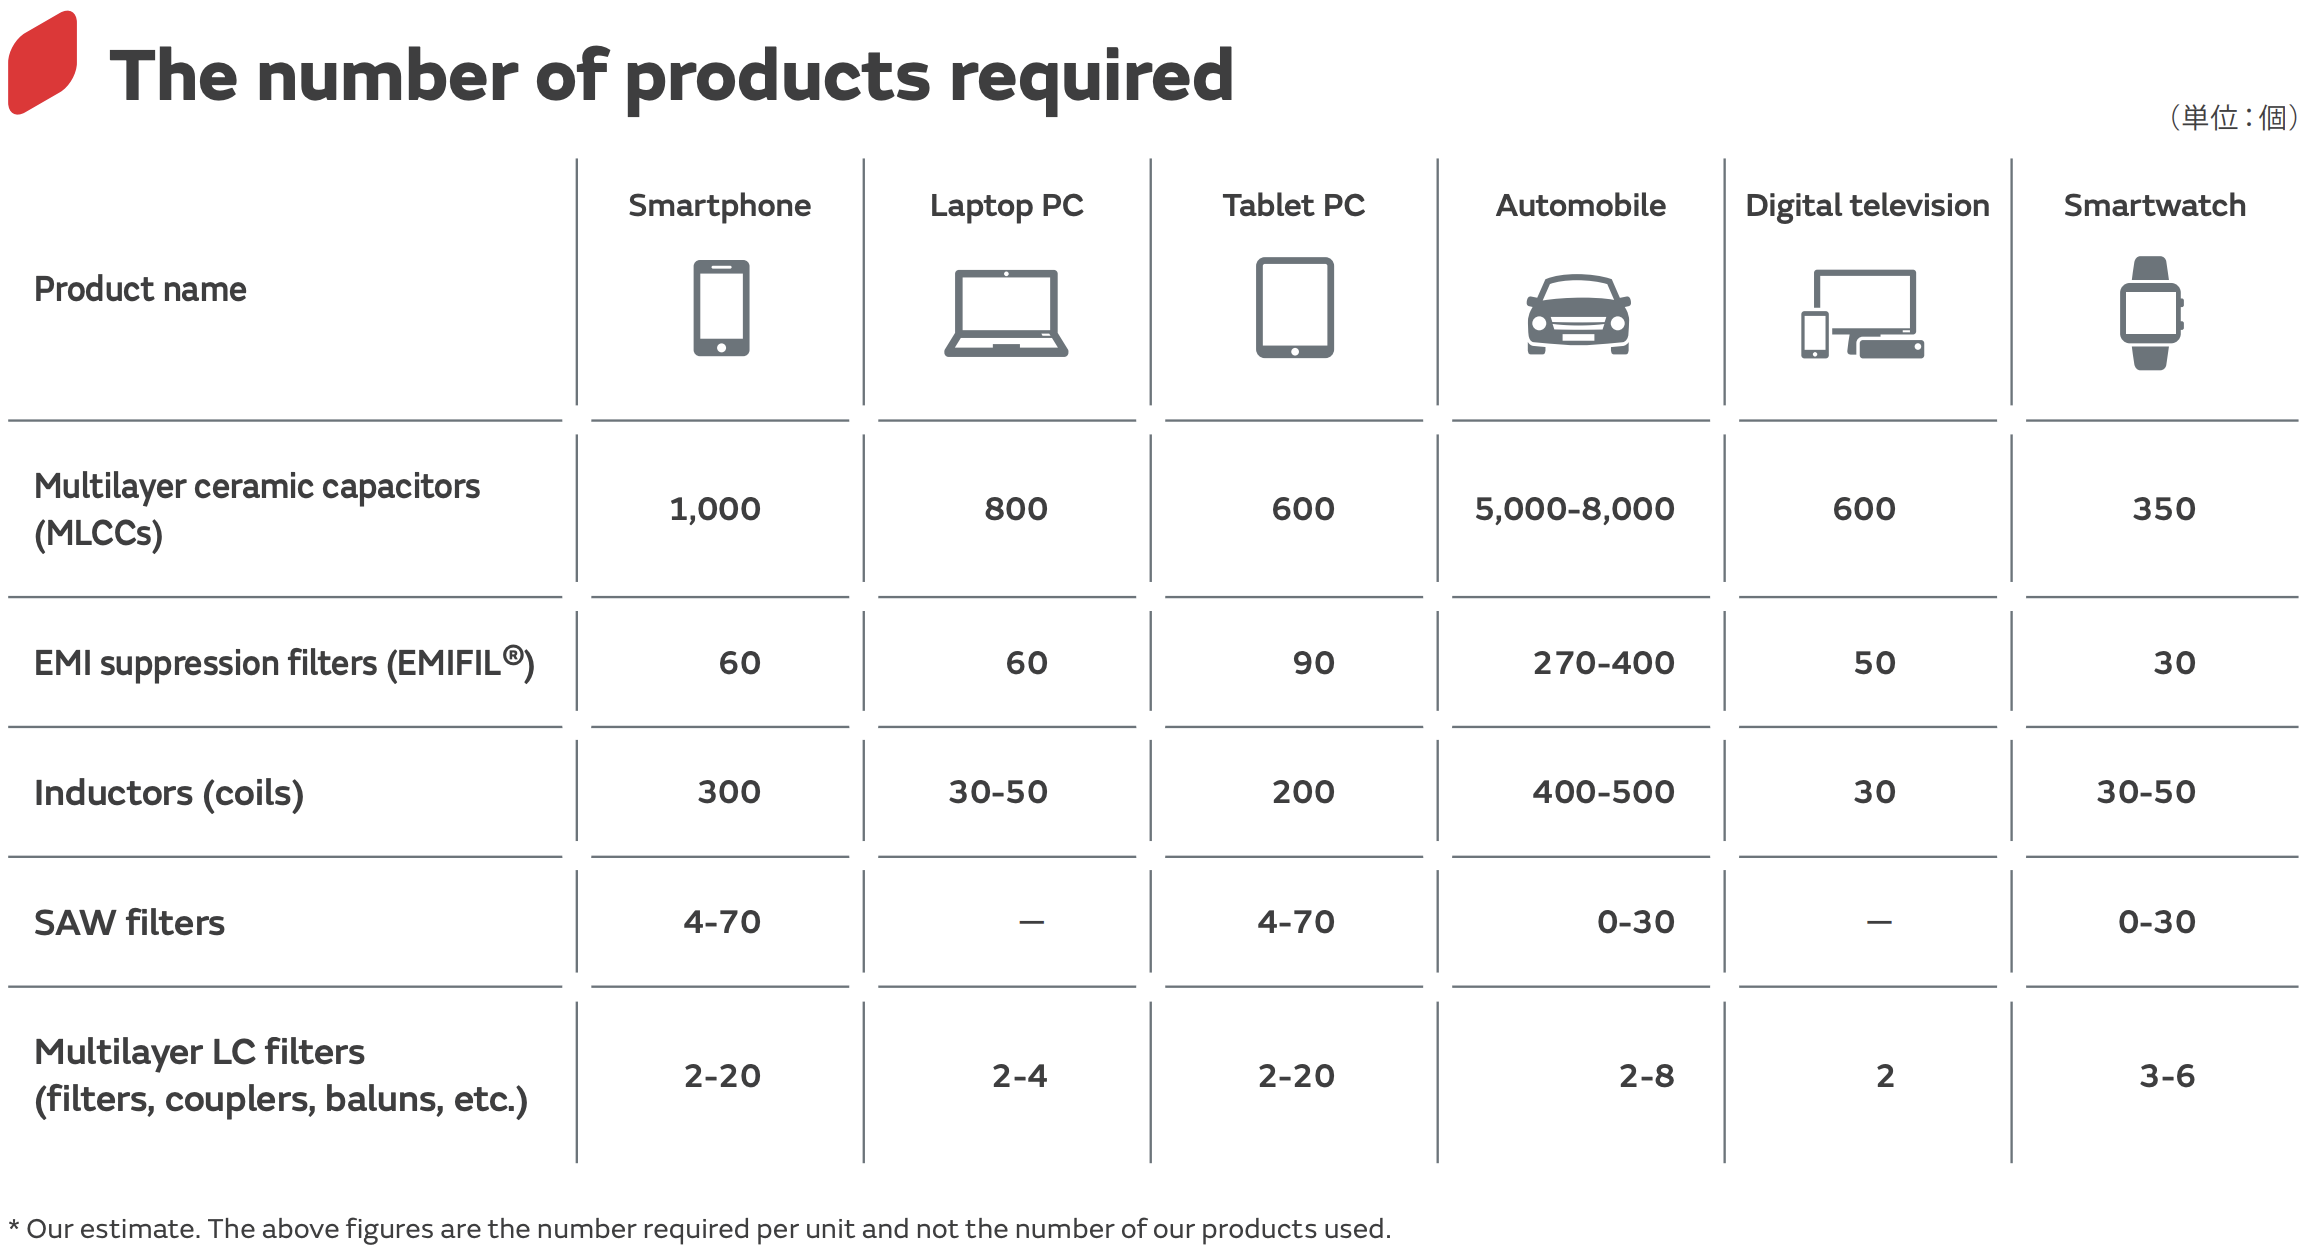 The number of products required
（単位：個）
Product name
Smartphone
Laptop PC
Tablet PC
Automobile
Digital television
Smartwatch
Multilayer ceramic capacitors
(MLCCs)
1,000
800
600
5,000-8,000
600
350
EMI suppression filters (EMIFIL®)
60
60
90
270-400
50
30
Inductors (coils)
300
30-50
200
400-500
30
30-50
SAW filters
4-70
—
4-70
0-30
—
0-30
Multilayer LC filters
(filters, couplers, baluns, etc.)
2-20
2-4
2-20
2-8
2
3-6
* Our estimate. The above figures are the number required per unit and not the number of our products used.